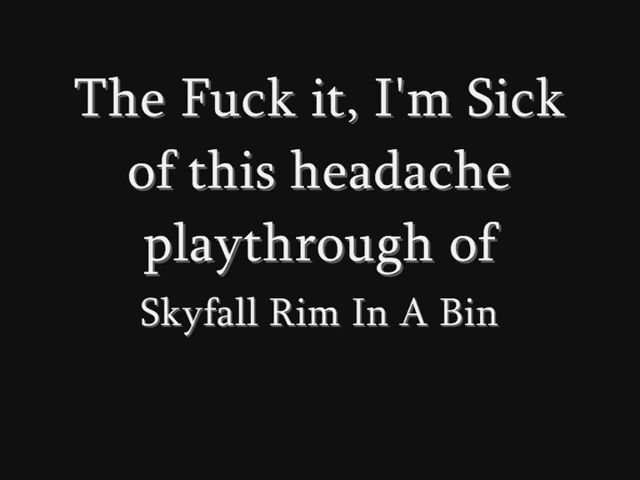 The Fuck it, I'm Sick
of this headache
playthrough of
Skyfall Rim In A Bin